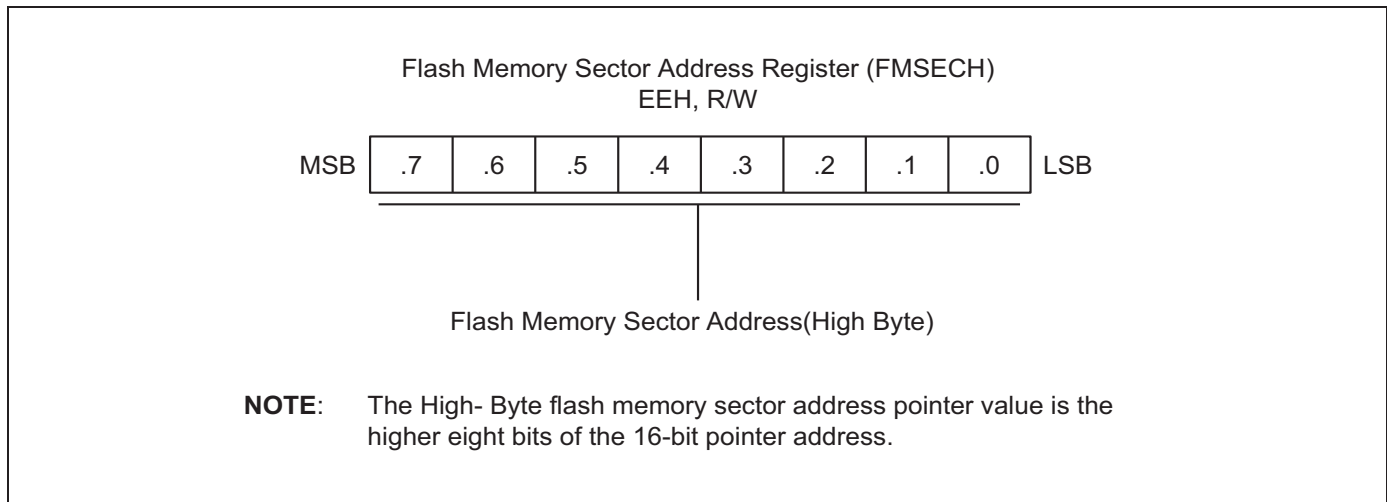 Flash Memory Sector Address Register (FMSECH)
EEH, R/W
MSB .7 .6 .5 .4 .3 .2 .1 .0 LSB
Flash Memory Sector Address(High Byte)
NOTE: The High- Byte flash memory sector address pointer value is the
higher eight bits of the 16-bit pointer address.